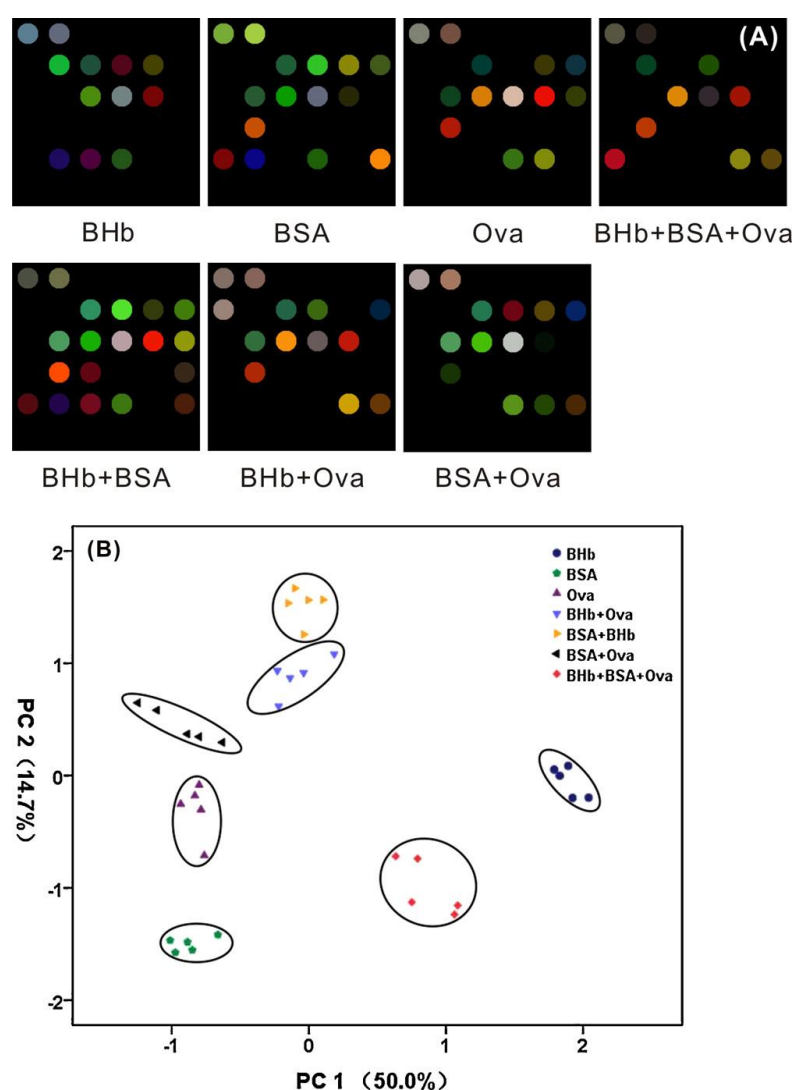 (A)
BHb BSA Ova BHb+BSA+Ova
BHb+BSA BHb+Ova BSA+Ova
(B)
BHb
BSA
Ova
BHb+Ova
BSA+BHb
BSA+Ova
BHb+BSA+Ova
2
1
0
-1
-2
PC 2 (14.7%)
-1 0 1 2
PC 1 (50.0%)